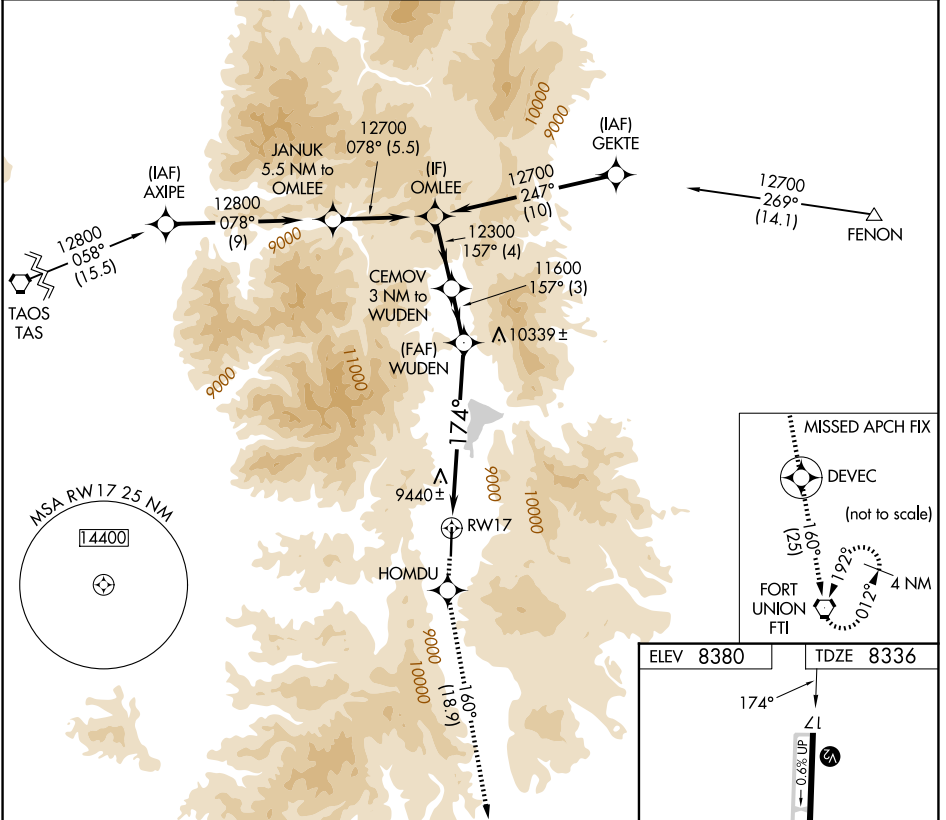 10000
9000
(IAF)
GEKTE
12700
247°
(10)
12700
269°
(14.1)
FENON
12700
078° (5.5)
JANUK
5.5 NM to
OMLEE
(IF)
OMLEE
(IAF)
AXIPE
12800
078°
(9)
9000
12800
058°
(15.5)
TAOS
TAS
12300
157° (4)
CEMOV
3 NM to
WUDEN
11600
157° (3)
10339 ±
(FAF)
WUDEN
9000
11000
174°
9440 ±
9000
10000
RW17
HOMDU
9000
10000
160°
(18.9)
MSA RW17 25 NM
14400
MISSED APCH FIX
DEVEC
(not to scale)
160°
(25)
192°
012°
4 NM
FORT
UNION
FTI
ELEV 8380
TDZE 8336
174°
17
0.6% UP
V2